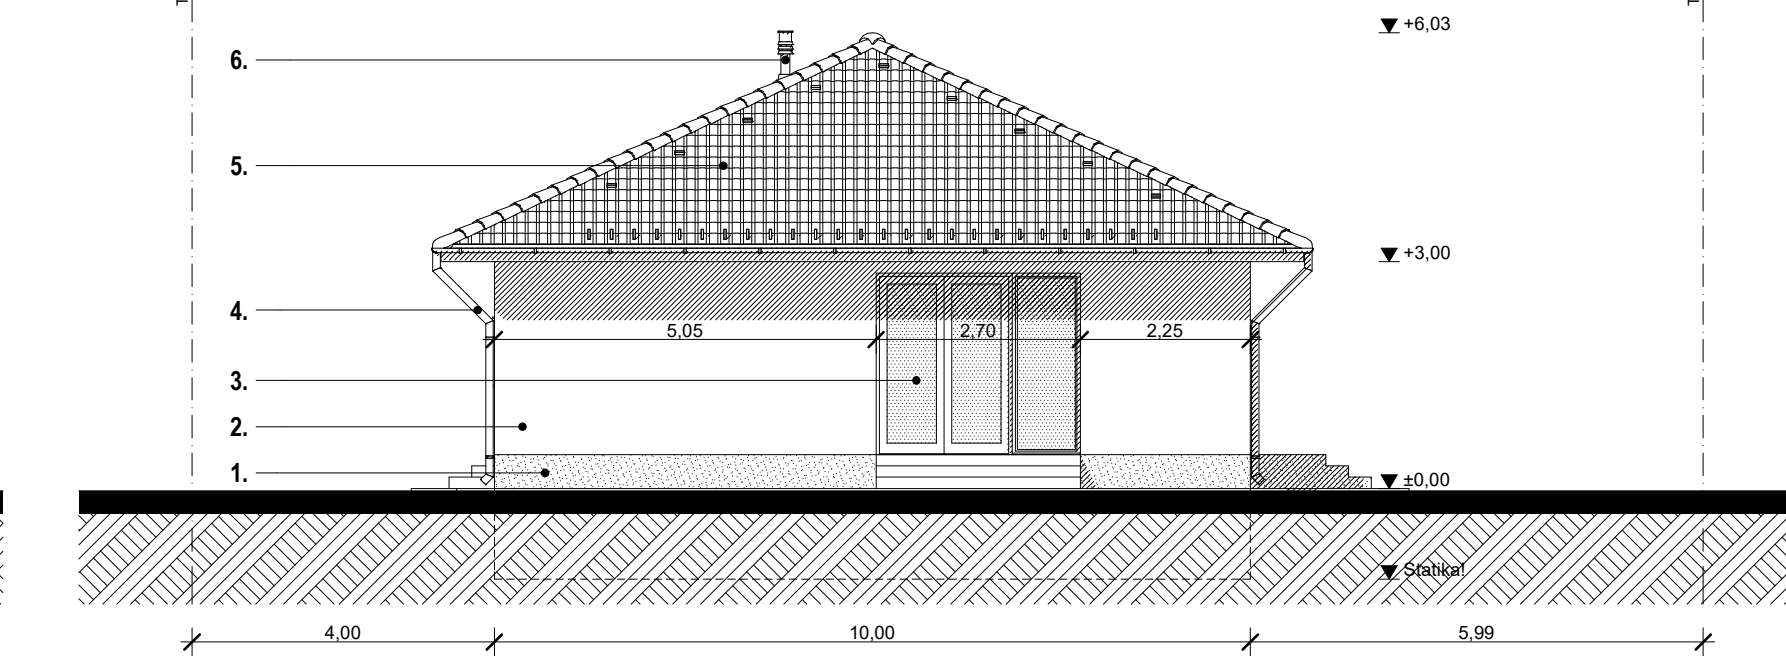 T
T
+6,03
6.
5.
+3,00
4.
5,05 2,70 2,25
3.
2.
1.
±0,00
Statika!
4,00 10,00 5,99